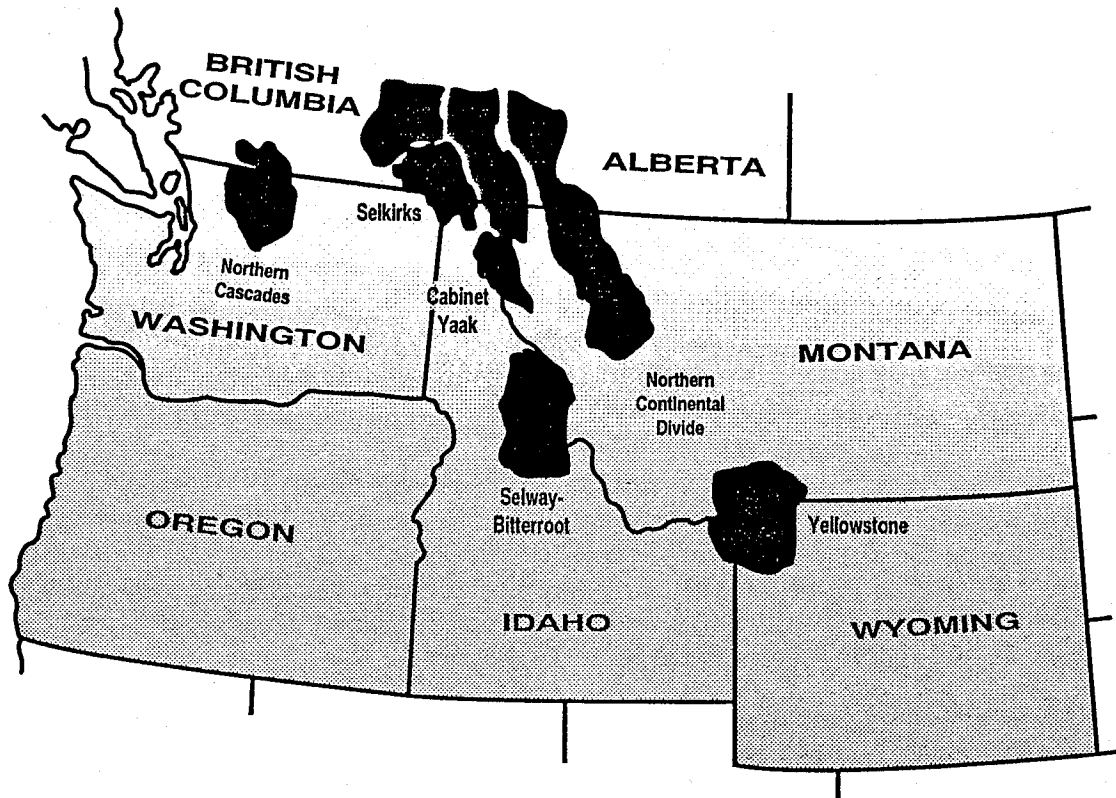 BRITISH
COLUMBIA
ALBERTA
Selkirks
Northern
Cascades
Cabinet
Yaak
WASHINGTON
MONTANA
Northern
Continental
Divide
Selway-
Bitterroot
OREGON
Yellowstone
IDAHO
WYOMING